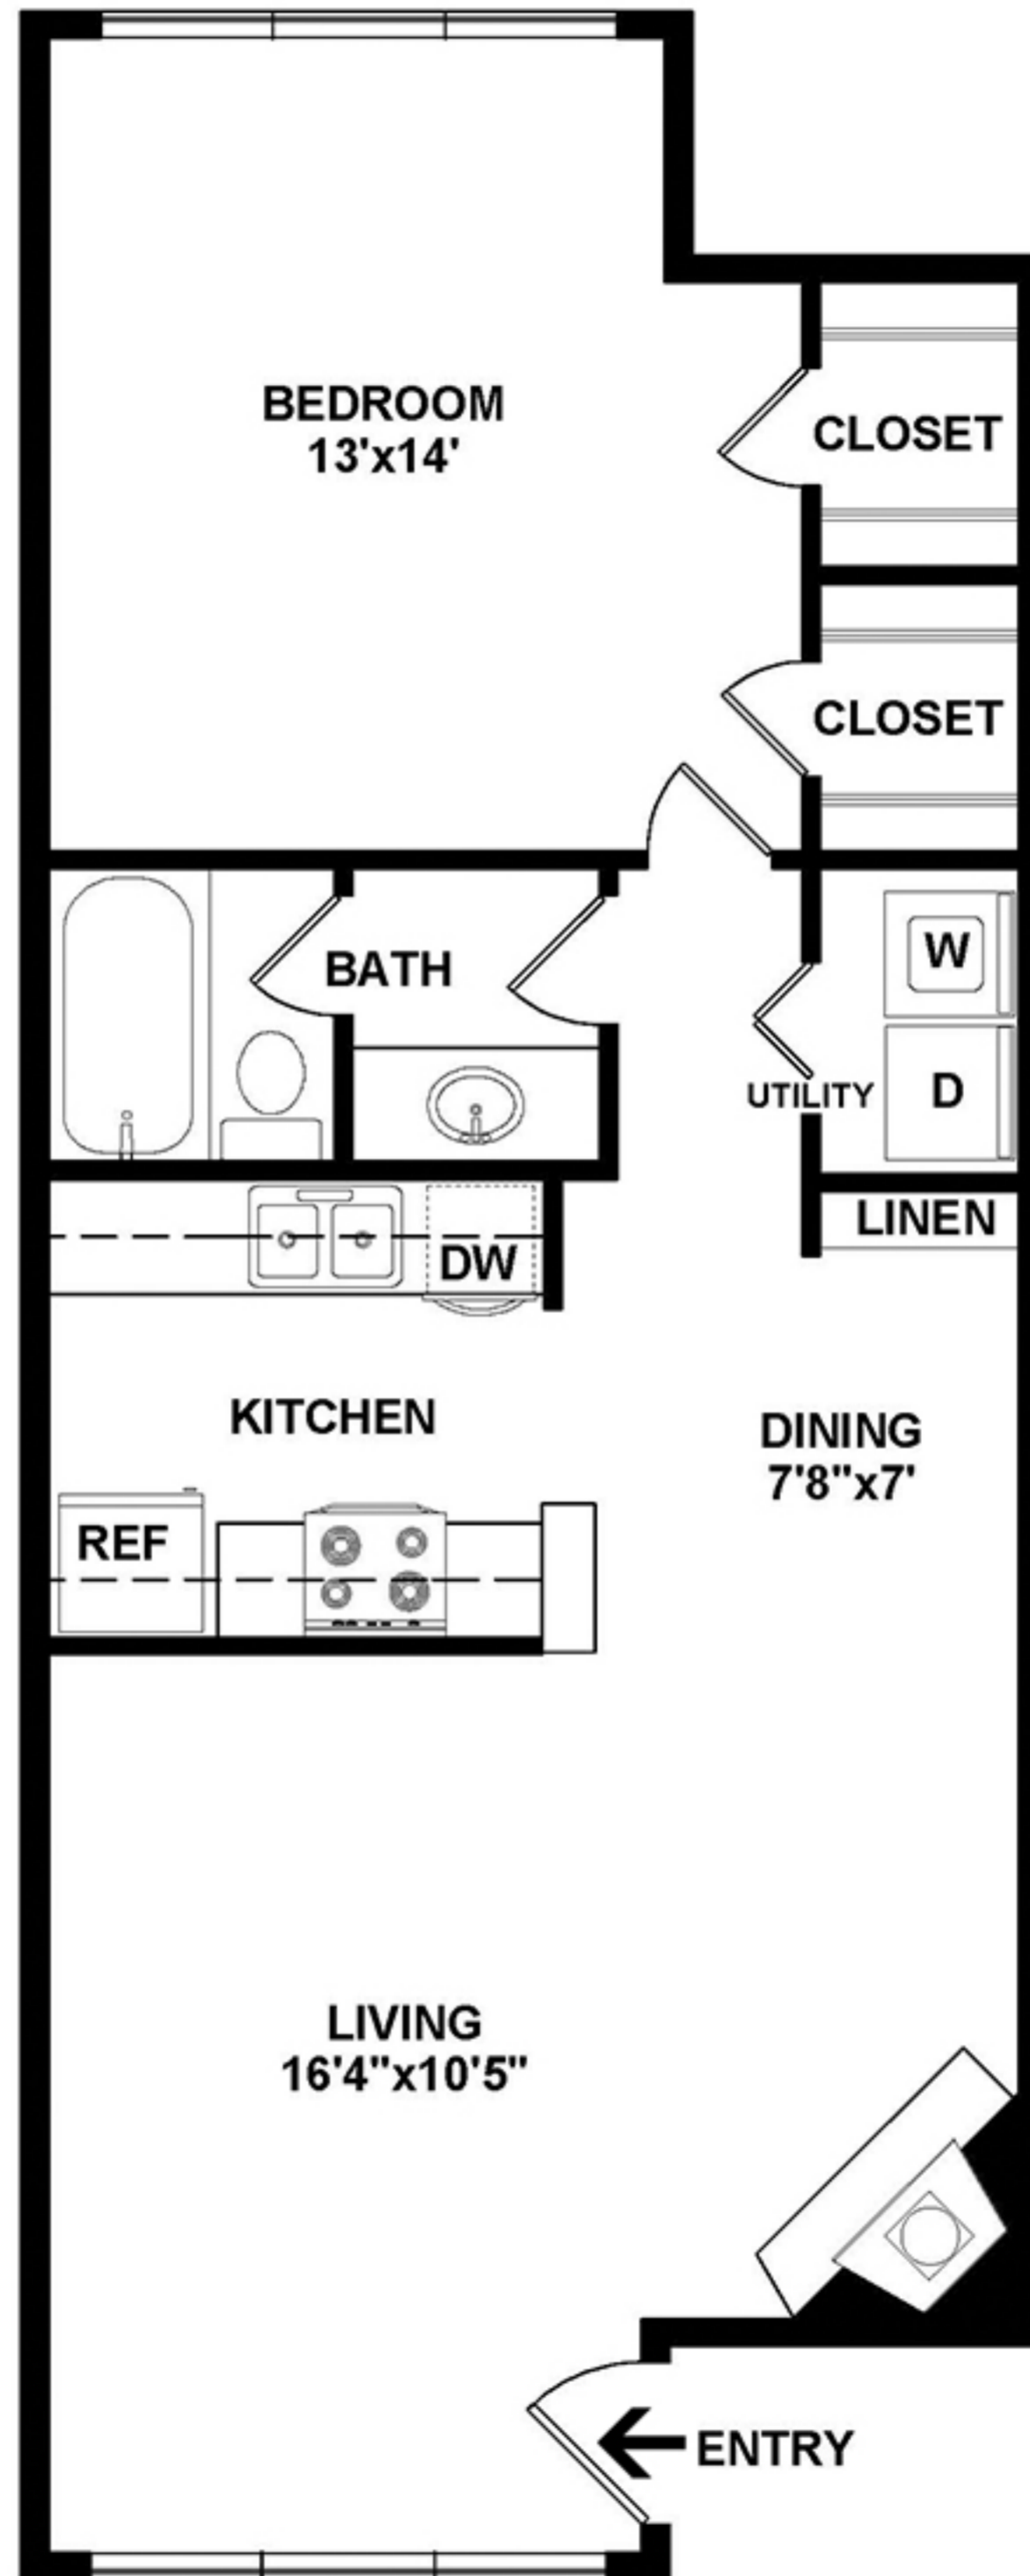 BEDROOM
13'x14'
CLOSET
CLOSET
BATH
W
D
UTILITY
LINEN
DW
KITCHEN
DINING
7'8"x7'
REF
LIVING
16'4"x10'5"
ENTRY